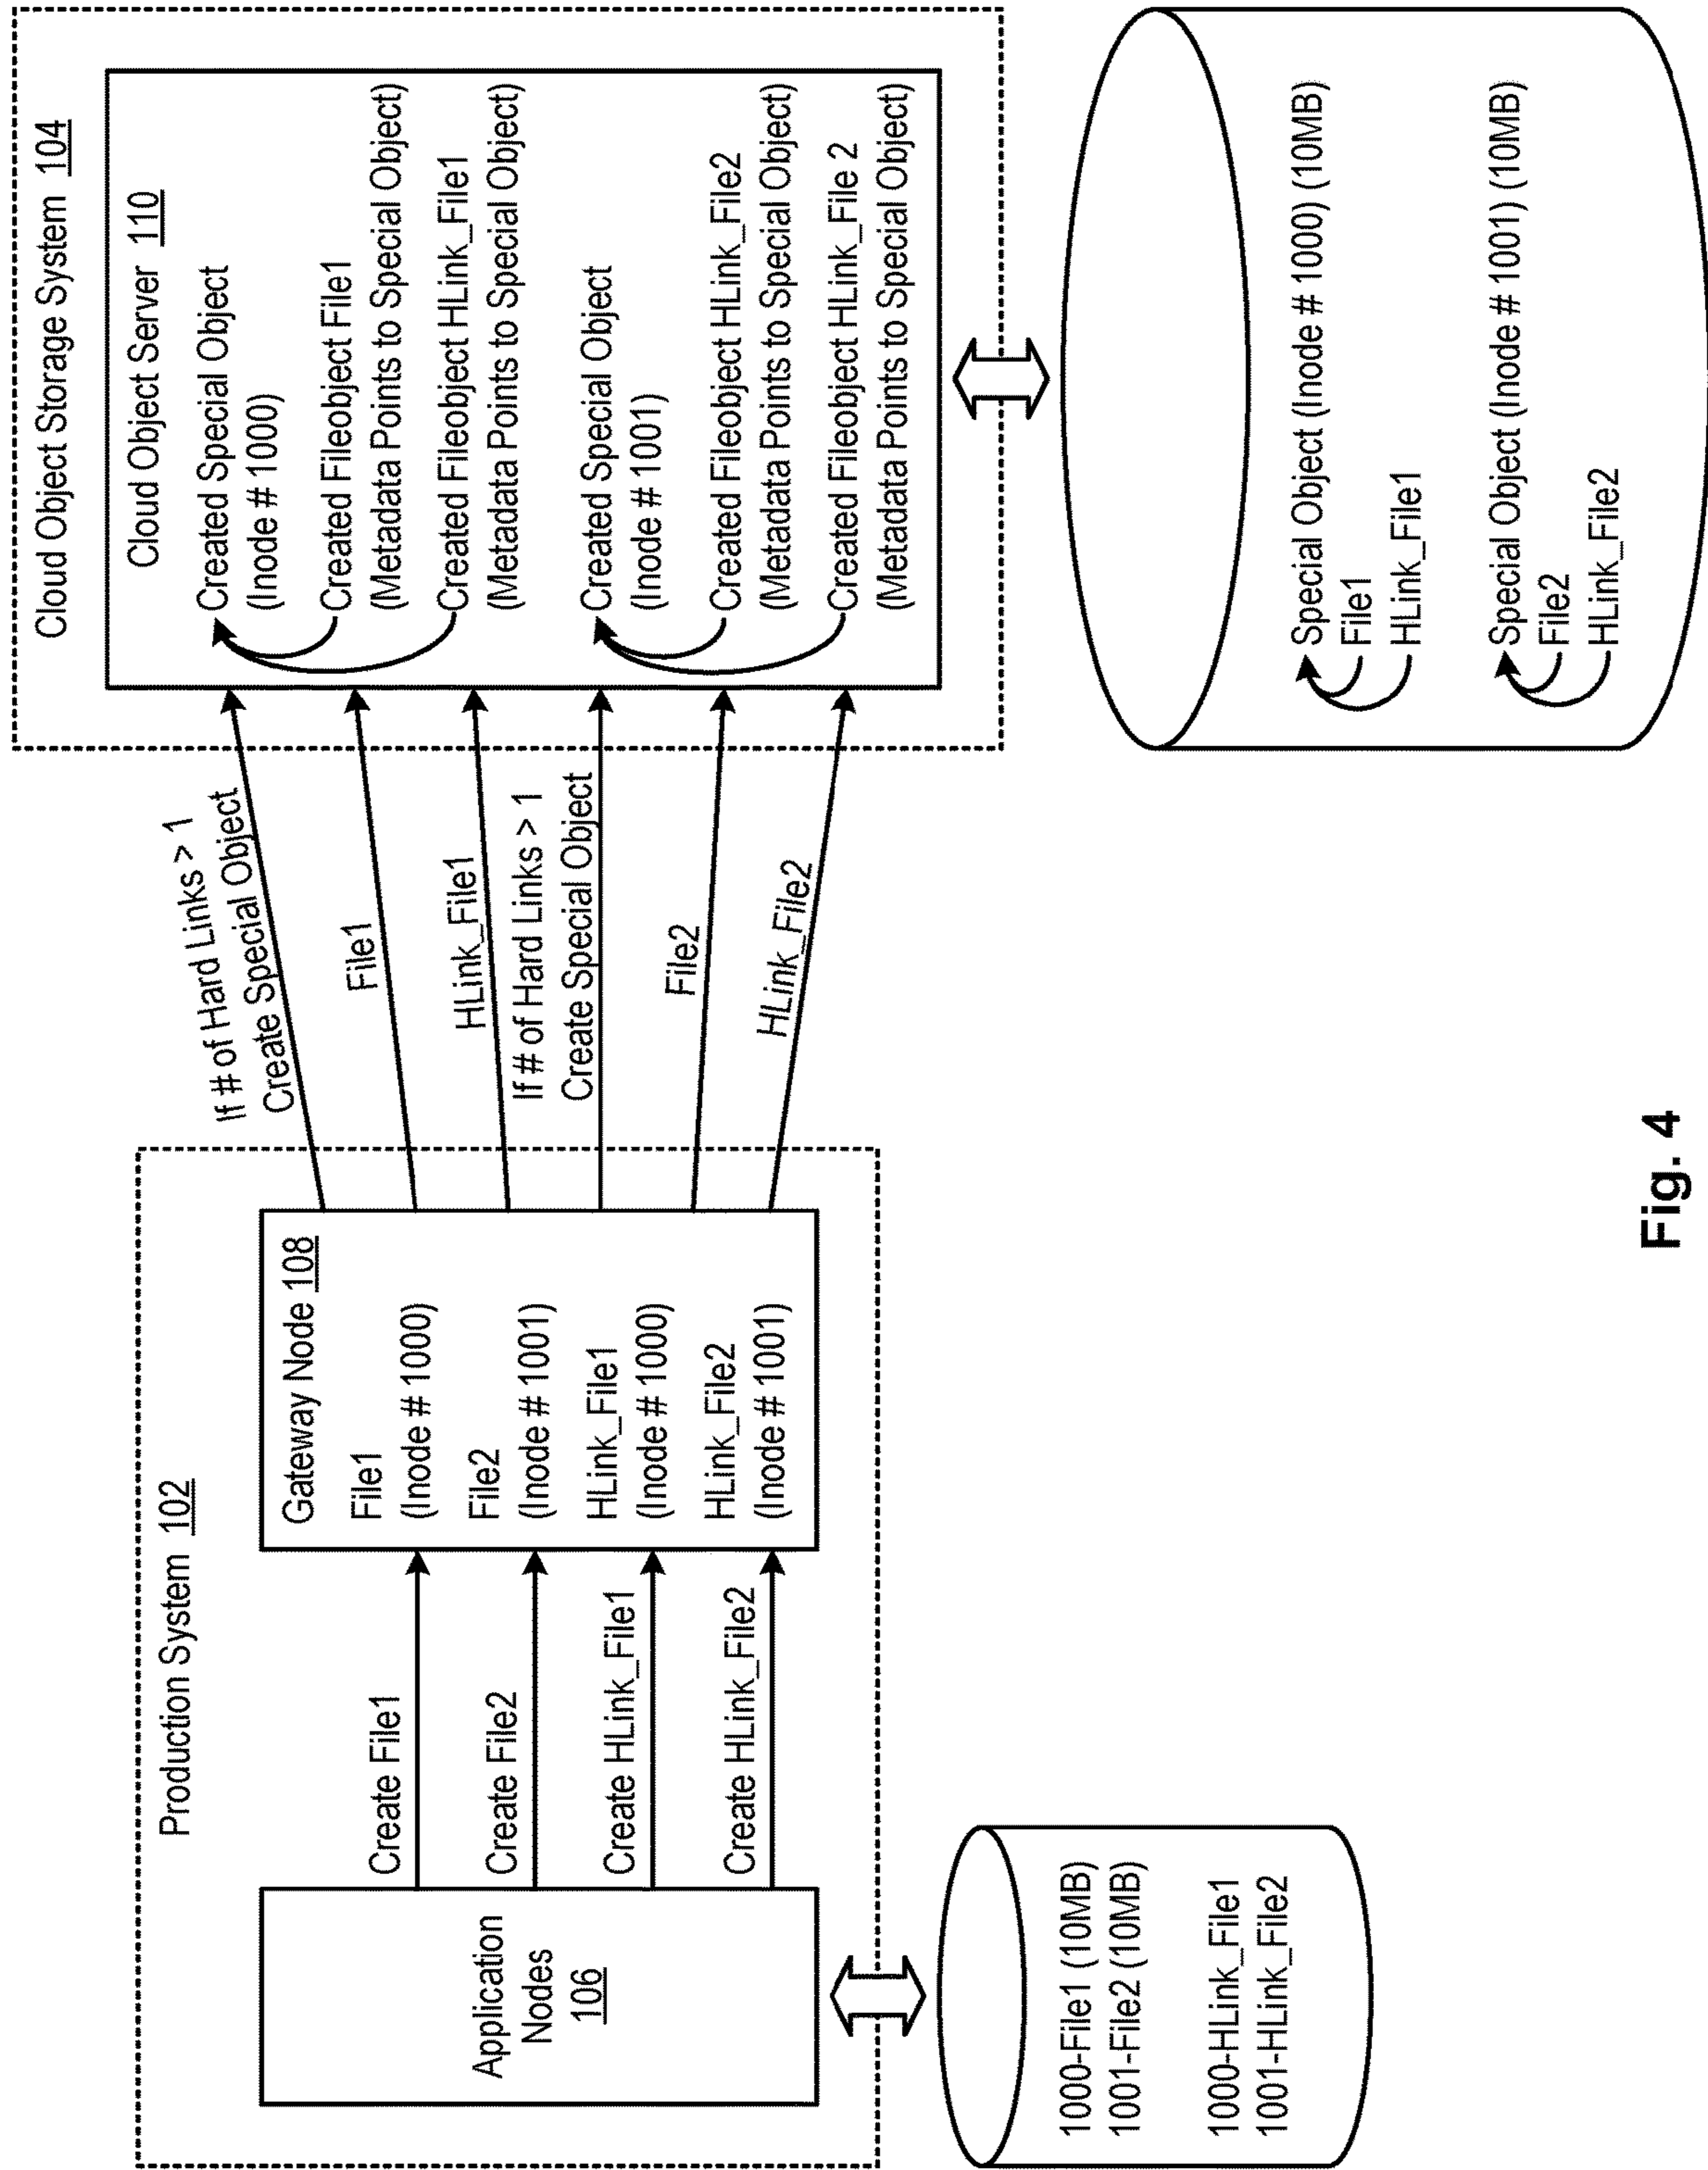 Production System 102
Application
Nodes
106
Create File1
Create File2
Create HLink_File1
Create HLink_File2
Gateway Node 108
File1
(Inode # 1000)
File2
(Inode # 1001)
HLink_File1
(Inode # 1000)
HLink_File2
(Inode # 1001)
1000-File1 (10MB)
1001-File2 (10MB)
1000-HLink_File1
1001-HLink_File2
If # of Hard Links > 1
Create Special Object
File1
HLink_File1
If # of Hard Links > 1
Create Special Object
File2
HLink_File2
Cloud Object Storage System 104
Cloud Object Server 110
Created Special Object
(Inode # 1000)
Created Fileobject File1
(Metadata Points to Special Object)
Created Fileobject HLink_File1
(Metadata Points to Special Object)
Created Special Object
(Inode # 1001)
Created Fileobject HLink_File2
(Metadata Points to Special Object)
Created Fileobject HLink_File 2
(Metadata Points to Special Object)
Special Object (Inode # 1000) (10MB)
File1
HLink_File1
Special Object (Inode # 1001) (10MB)
File2
HLink_File2
Fig. 4